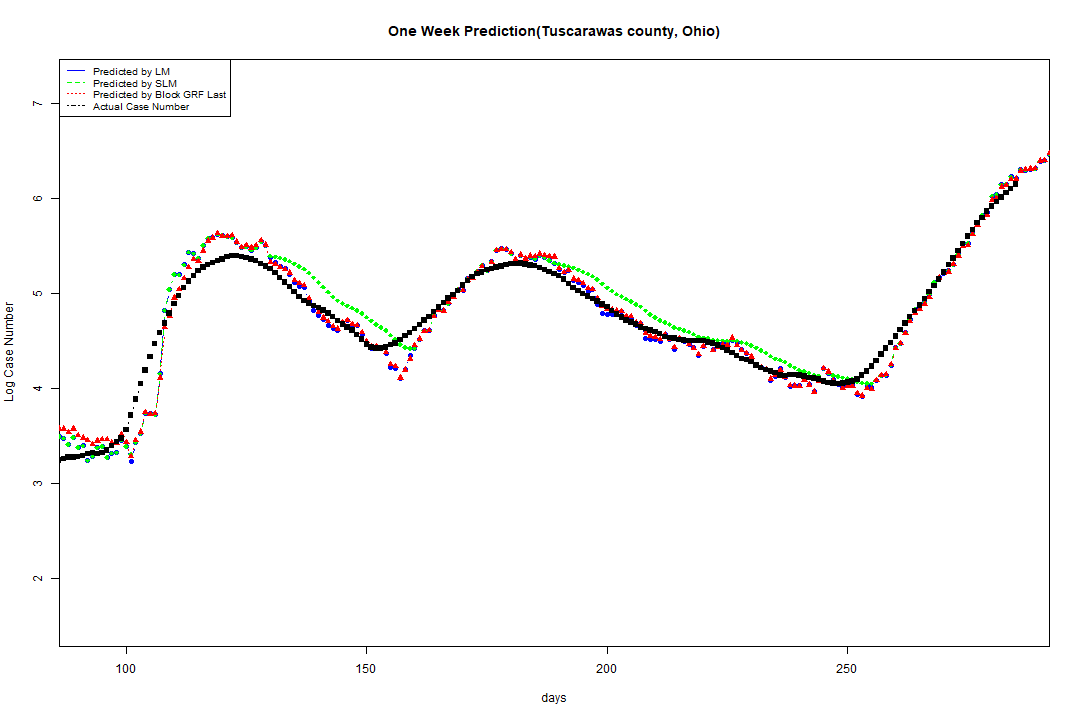 One Week Prediction(Tuscarawas county, Ohio)
Predicted by LM
Predicted by SLM
Predicted by Block GRF Last
Actual Case Number
7
6
5
4
3
2
Log Case Number
100 150 200 250
days